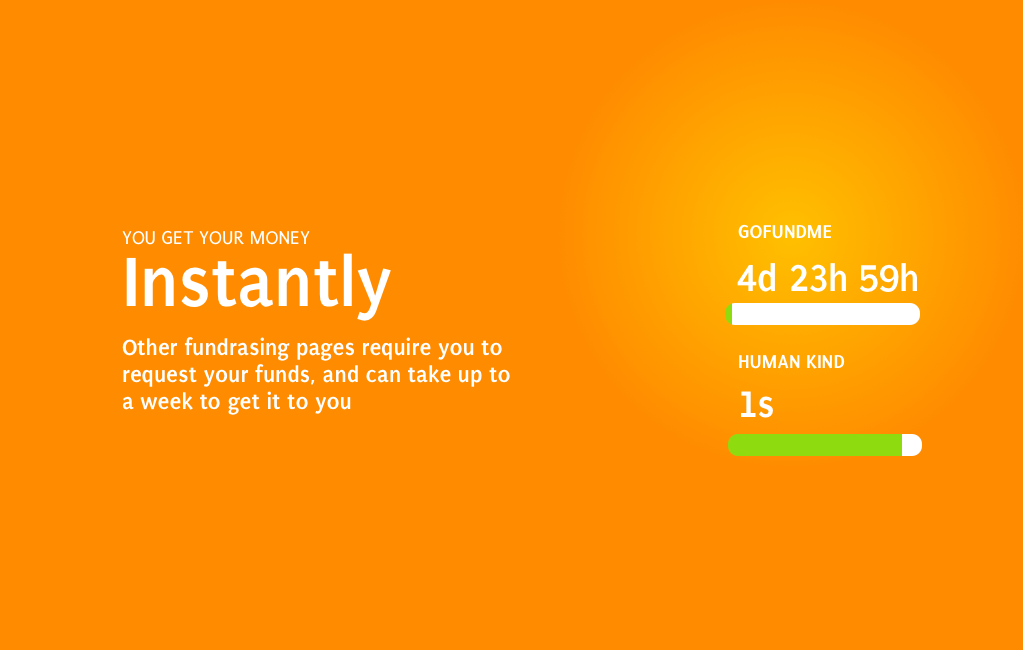 YOU GET YOUR MONEY
Instantly
Other fundrasing pages require you to
request your funds, and can take up to
a week to get it to you
GOFUNDME
4d 23h 59h
HUMAN KIND
1s